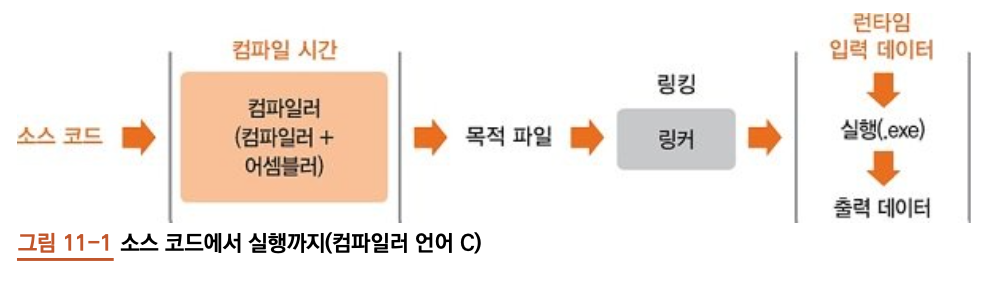 소스 코드
컴파일 시간
컴파일러
(컴파일러 +
어셈블러)
목적 파일
링킹
링커
런타임
입력 데이터
실행(.exe)
출력 데이터
그림 11-1 소스 코드에서 실행까지(컴파일러 언어 C)